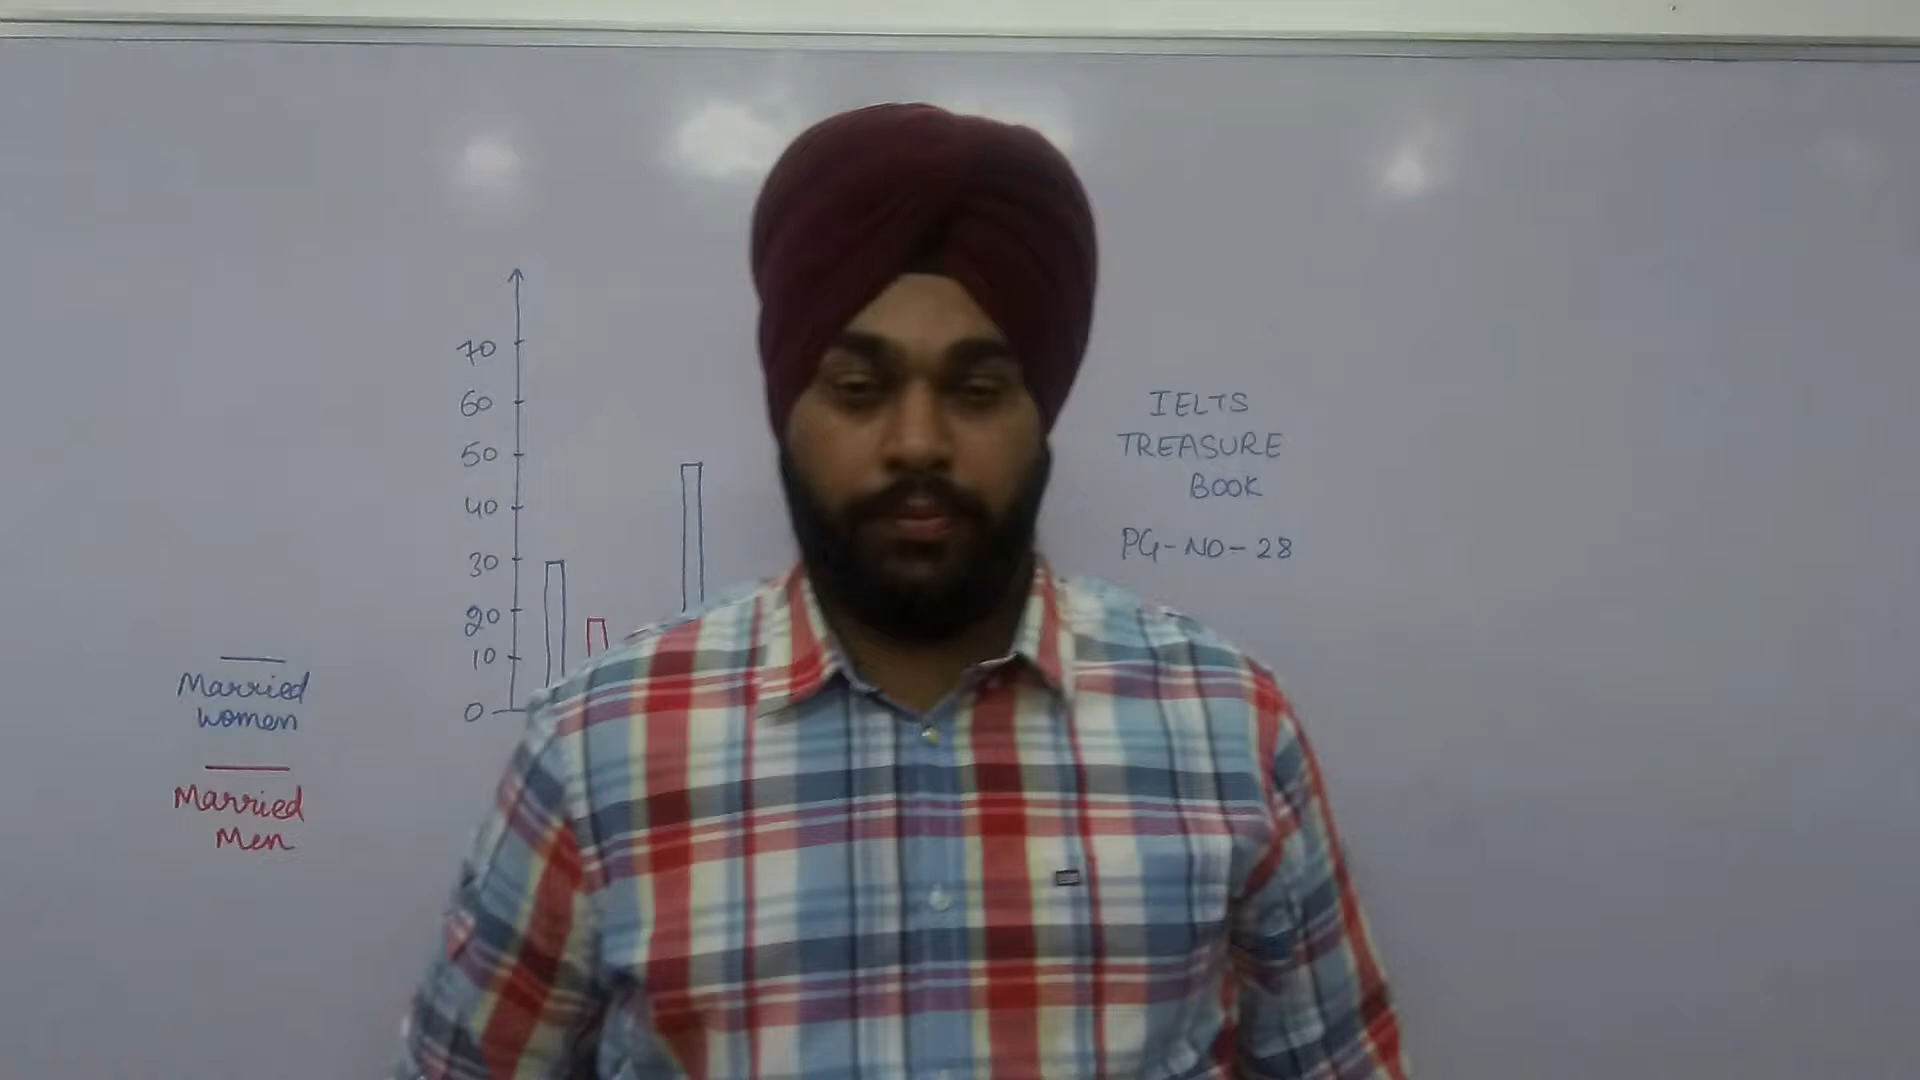 70
60
50
40
30
20
10
0
Married
women
Married
Men
IELTS
TREASURE
BOOK
PG-NO-28